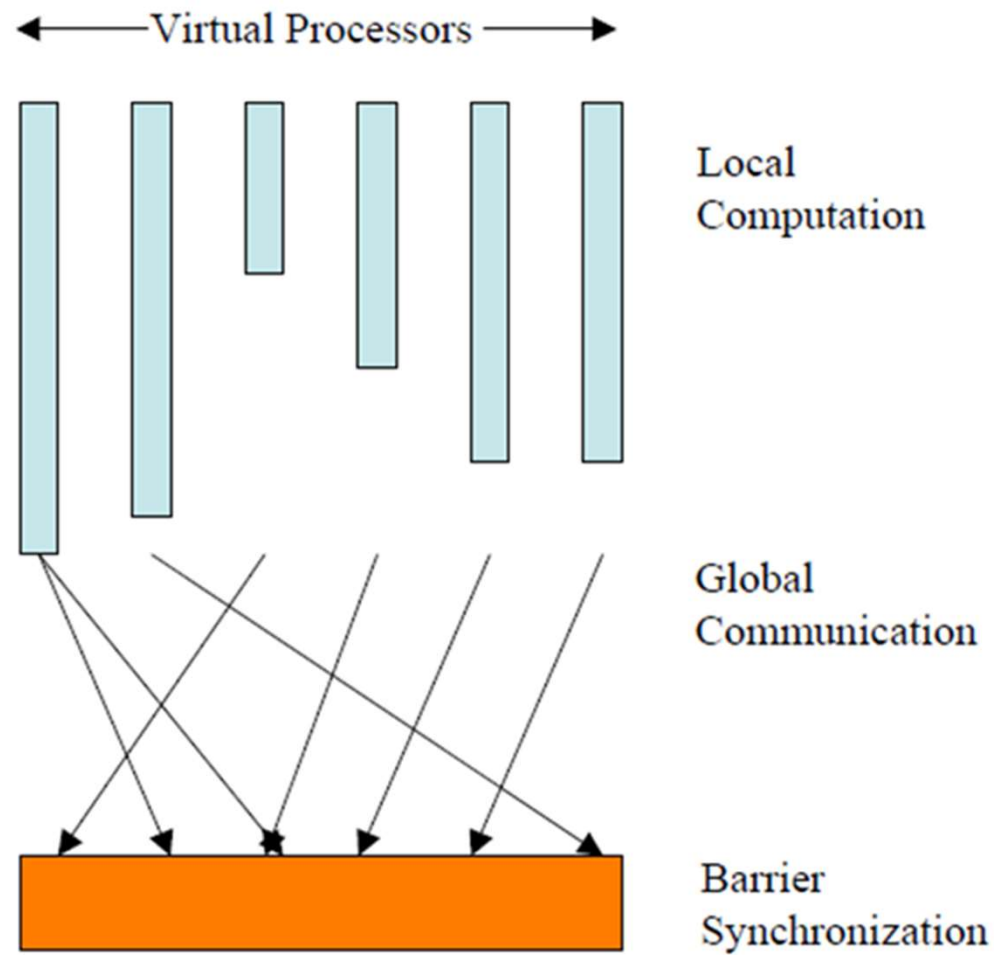 Virtual Processors
Local
Computation
Global
Communication
Barrier
Synchronization